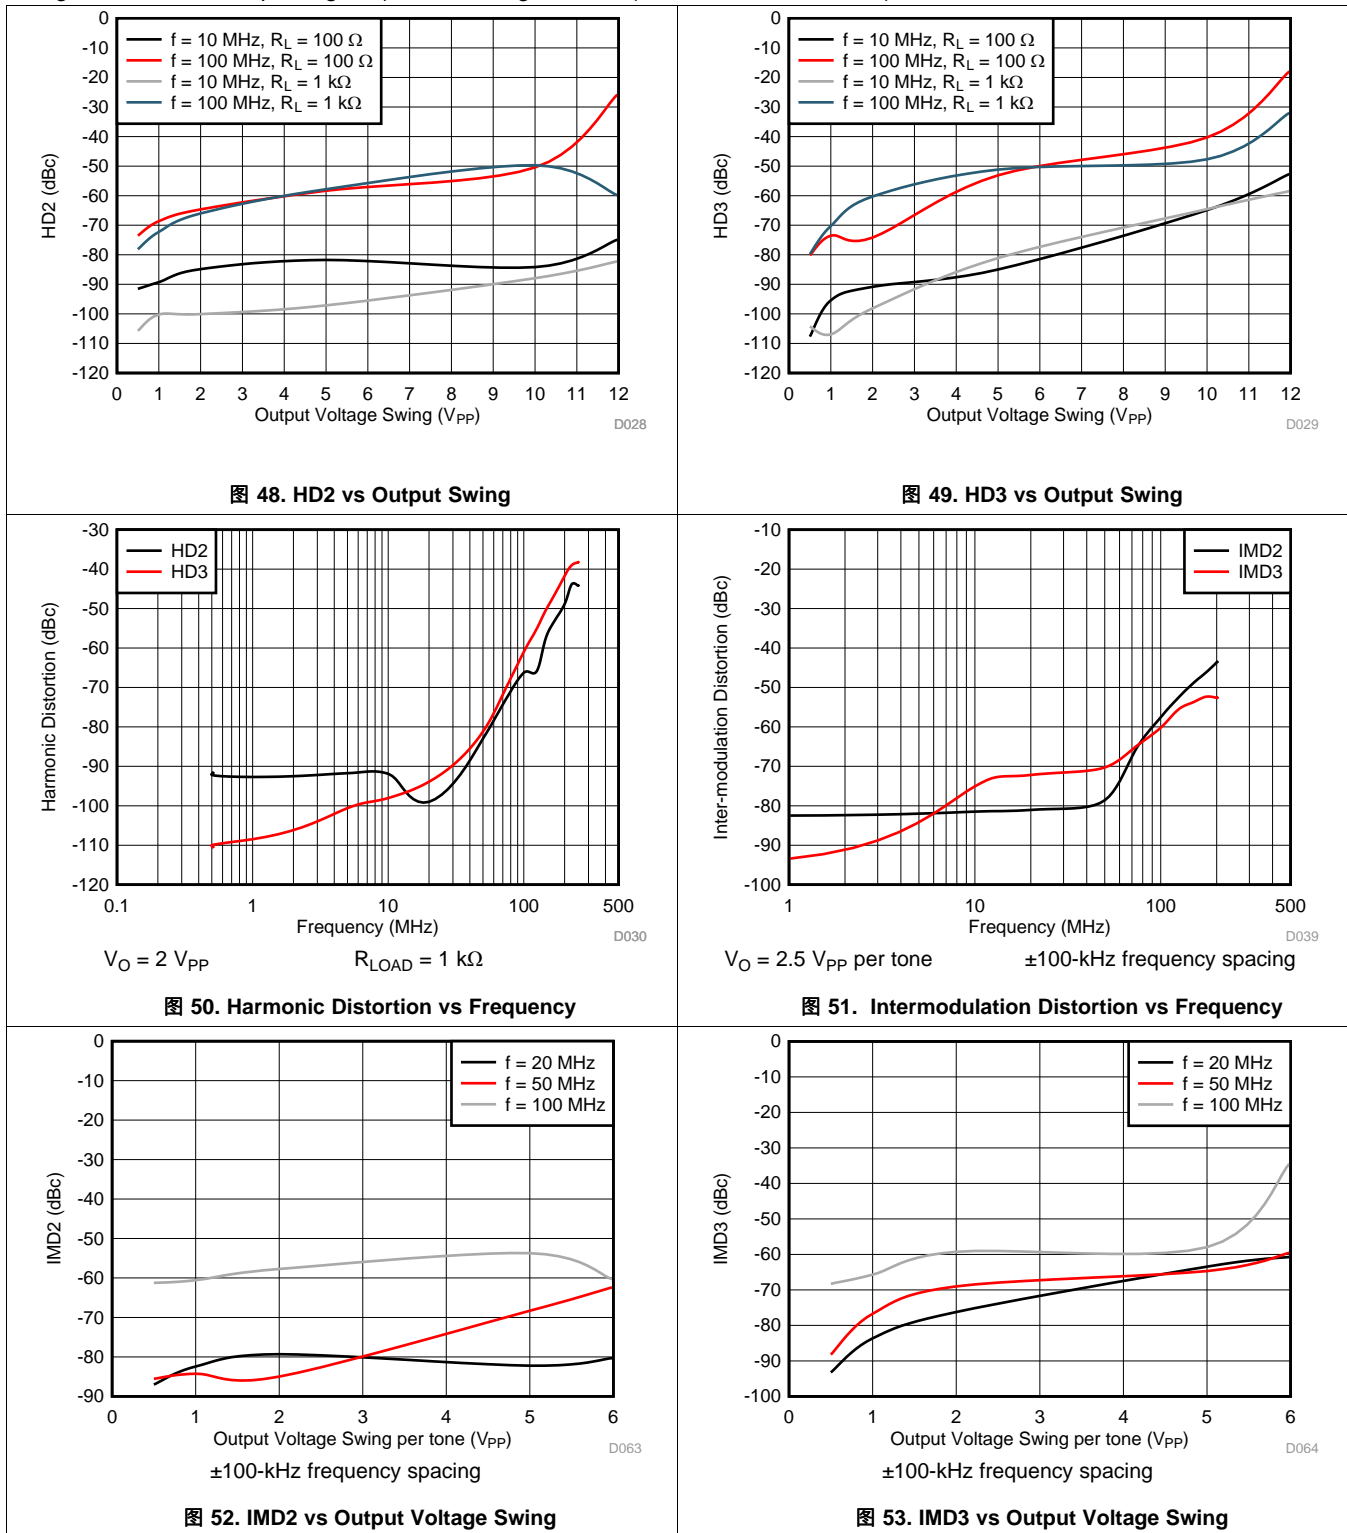 0
-10
-20
-30
-40
-50
-60
-70
-80
-90
-100
-110
-120
HD2 (dBc)
f = 10 MHz, RL = 100 Ω
f = 100 MHz, RL = 100 Ω
f = 10 MHz, RL = 1 kΩ
f = 100 MHz, RL = 1 kΩ
0 1 2 3 4 5 6 7 8 9 10 11 12
Output Voltage Swing (VPP)
D028
图 48. HD2 vs Output Swing
0
-10
-20
-30
-40
-50
-60
-70
-80
-90
-100
-110
-120
HD3 (dBc)
f = 10 MHz, RL = 100 Ω
f = 100 MHz, RL = 100 Ω
f = 10 MHz, RL = 1 kΩ
f = 100 MHz, RL = 1 kΩ
0 1 2 3 4 5 6 7 8 9 10 11 12
Output Voltage Swing (VPP)
D029
图 49. HD3 vs Output Swing
-30
-40
-50
-60
-70
-80
-90
-100
-110
-120
Harmonic Distortion (dBc)
HD2
HD3
0.1 1 10 100 500
Frequency (MHz)
D030
VO = 2 VPP RLOAD = 1 kΩ
图 50. Harmonic Distortion vs Frequency
-10
-20
-30
-40
-50
-60
-70
-80
-90
-100
Inter-modulation Distortion (dBc)
IMD2
IMD3
1 10 100 500
Frequency (MHz)
D039
VO = 2.5 VPP per tone ±100-kHz frequency spacing
图 51. Intermodulation Distortion vs Frequency
0
-10
-20
-30
-40
-50
-60
-70
-80
-90
IMD2 (dBc)
f = 20 MHz
f = 50 MHz
f = 100 MHz
0 1 2 3 4 5 6
Output Voltage Swing per tone (VPP)
D063
±100-kHz frequency spacing
图 52. IMD2 vs Output Voltage Swing
0
-10
-20
-30
-40
-50
-60
-70
-80
-90
-100
IMD3 (dBc)
f = 20 MHz
f = 50 MHz
f = 100 MHz
0 1 2 3 4 5 6
Output Voltage Swing per tone (VPP)
D064
±100-kHz frequency spacing
图 53. IMD3 vs Output Voltage Swing